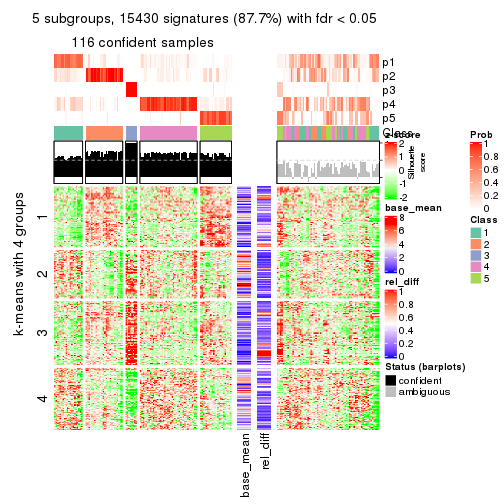 5 subgroups, 15430 signatures (87.7%) with fdr < 0.05
116 confident samples
p1
p2
p3
p4
p5
Class
z-score
2
1
0
-1
-2
Silhouette score
k-means with 4 groups
1
2
3
4
base_mean
rel_diff
base_mean
8
6
4
2
0
rel_diff
1
0.8
0.6
0.4
0.2
0
Status (barplots)
confident
ambiguous
Prob
1
0.8
0.6
0.4
0.2
0
Class
1
2
3
4
5